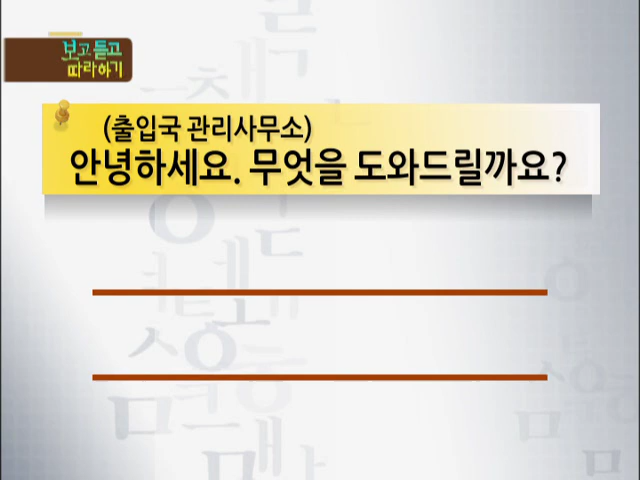 보고 듣고
따라하기
(출입국 관리사무소)
안녕하세요. 무엇을 도와드릴까요?